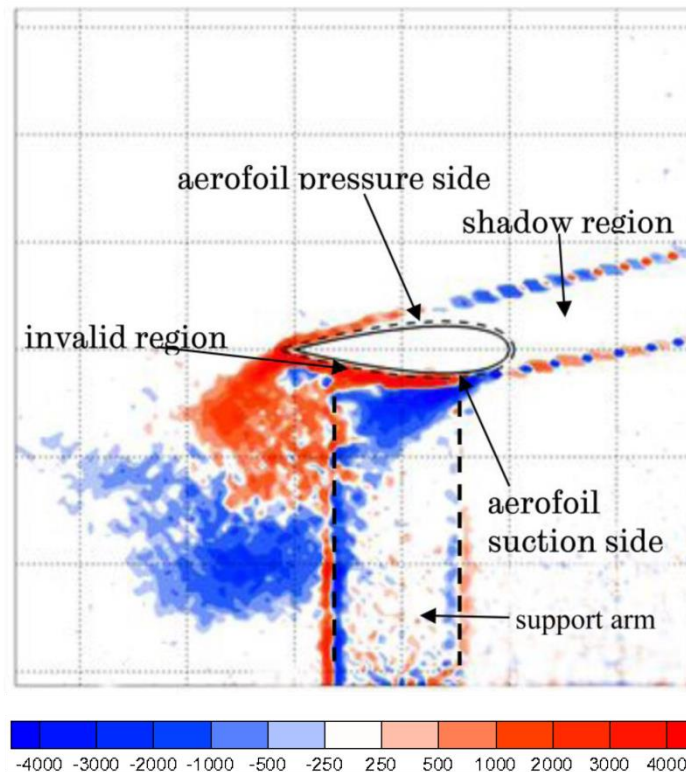 aerofoil pressure side
shadow region
invalid region
aerofoil
suction side
support arm
-4000 -3000 -2000 -1000 -500 -250 250 500 1000 2000 3000 4000